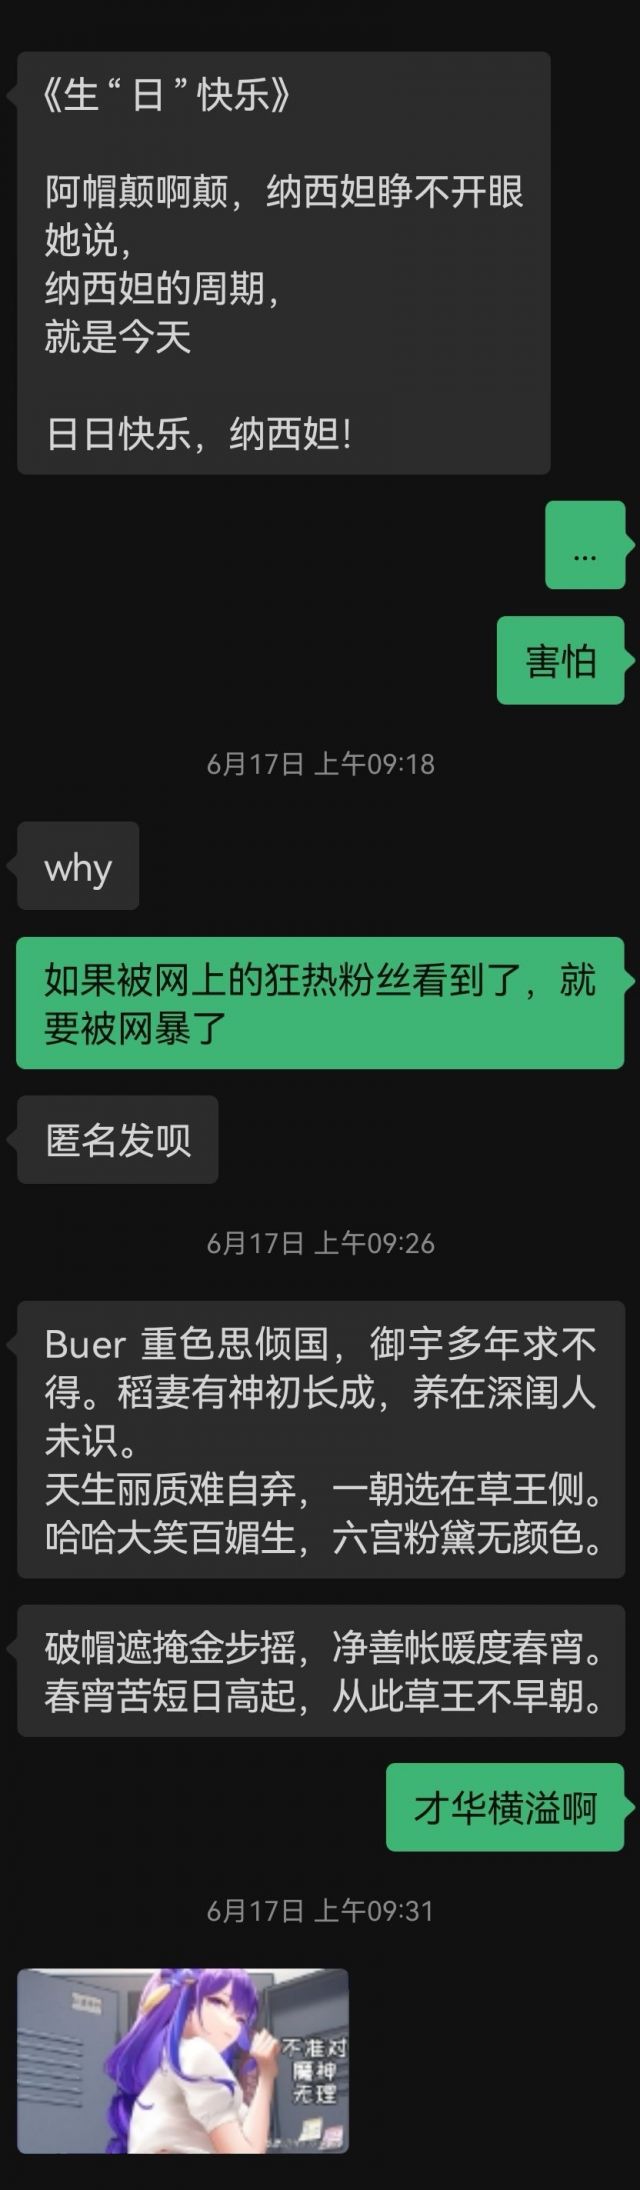 《生“日”快乐》
阿帽颠啊颠，纳西妲睁不开眼
她说，
纳西妲的周期，
就是今天
日日快乐，纳西妲！
...
害怕
6月17日 上午09:18
why
如果被网上的狂热粉丝看到了，就
要被网暴了
匿名发呗
6月17日 上午09:26
Buer 重色思倾国，御宇多年求不
得。稻妻有神初长成，养在深闺人
未识。
天生丽质难自弃，一朝选在草王侧。
哈哈大笑百媚生，六宫粉黛无颜色。
破帽遮掩金步摇，净善帐暖度春宵。
春宵苦短日高起，从此草王不早朝。
才华横溢啊
6月17日 上午09:31
不准对
魔神
无理